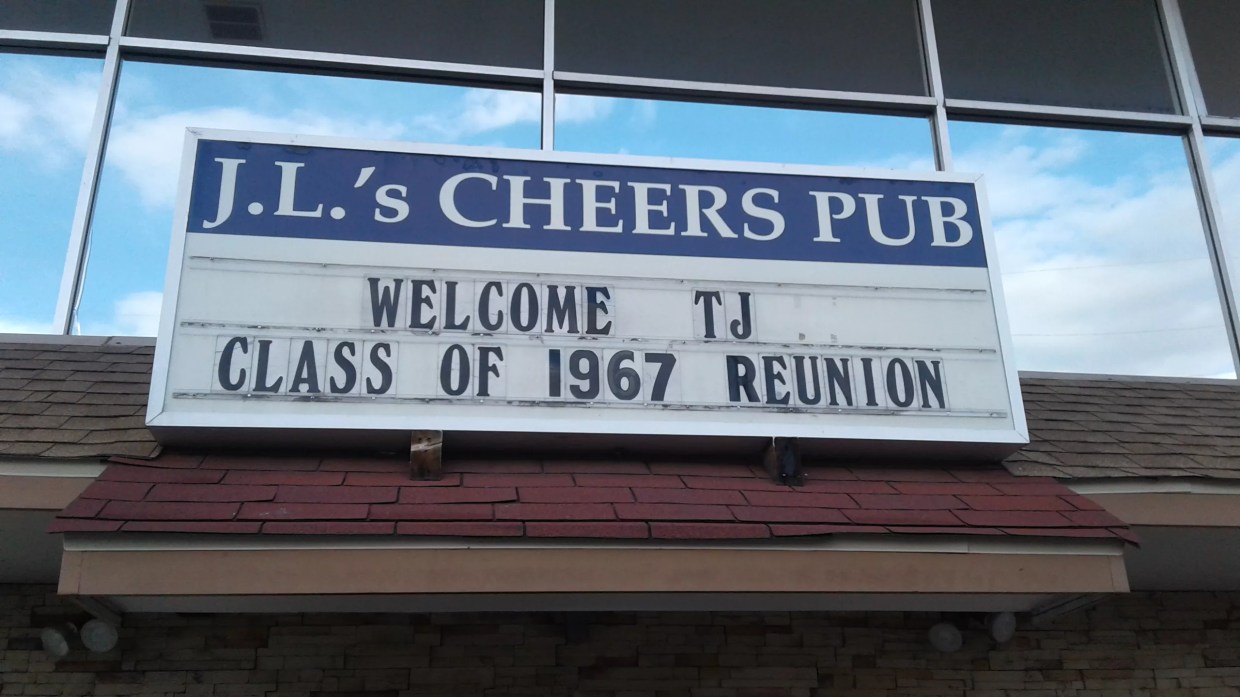 J.L.'s CHEERS PUB
WELCOME TJ
CLASS OF 1967 REUNION